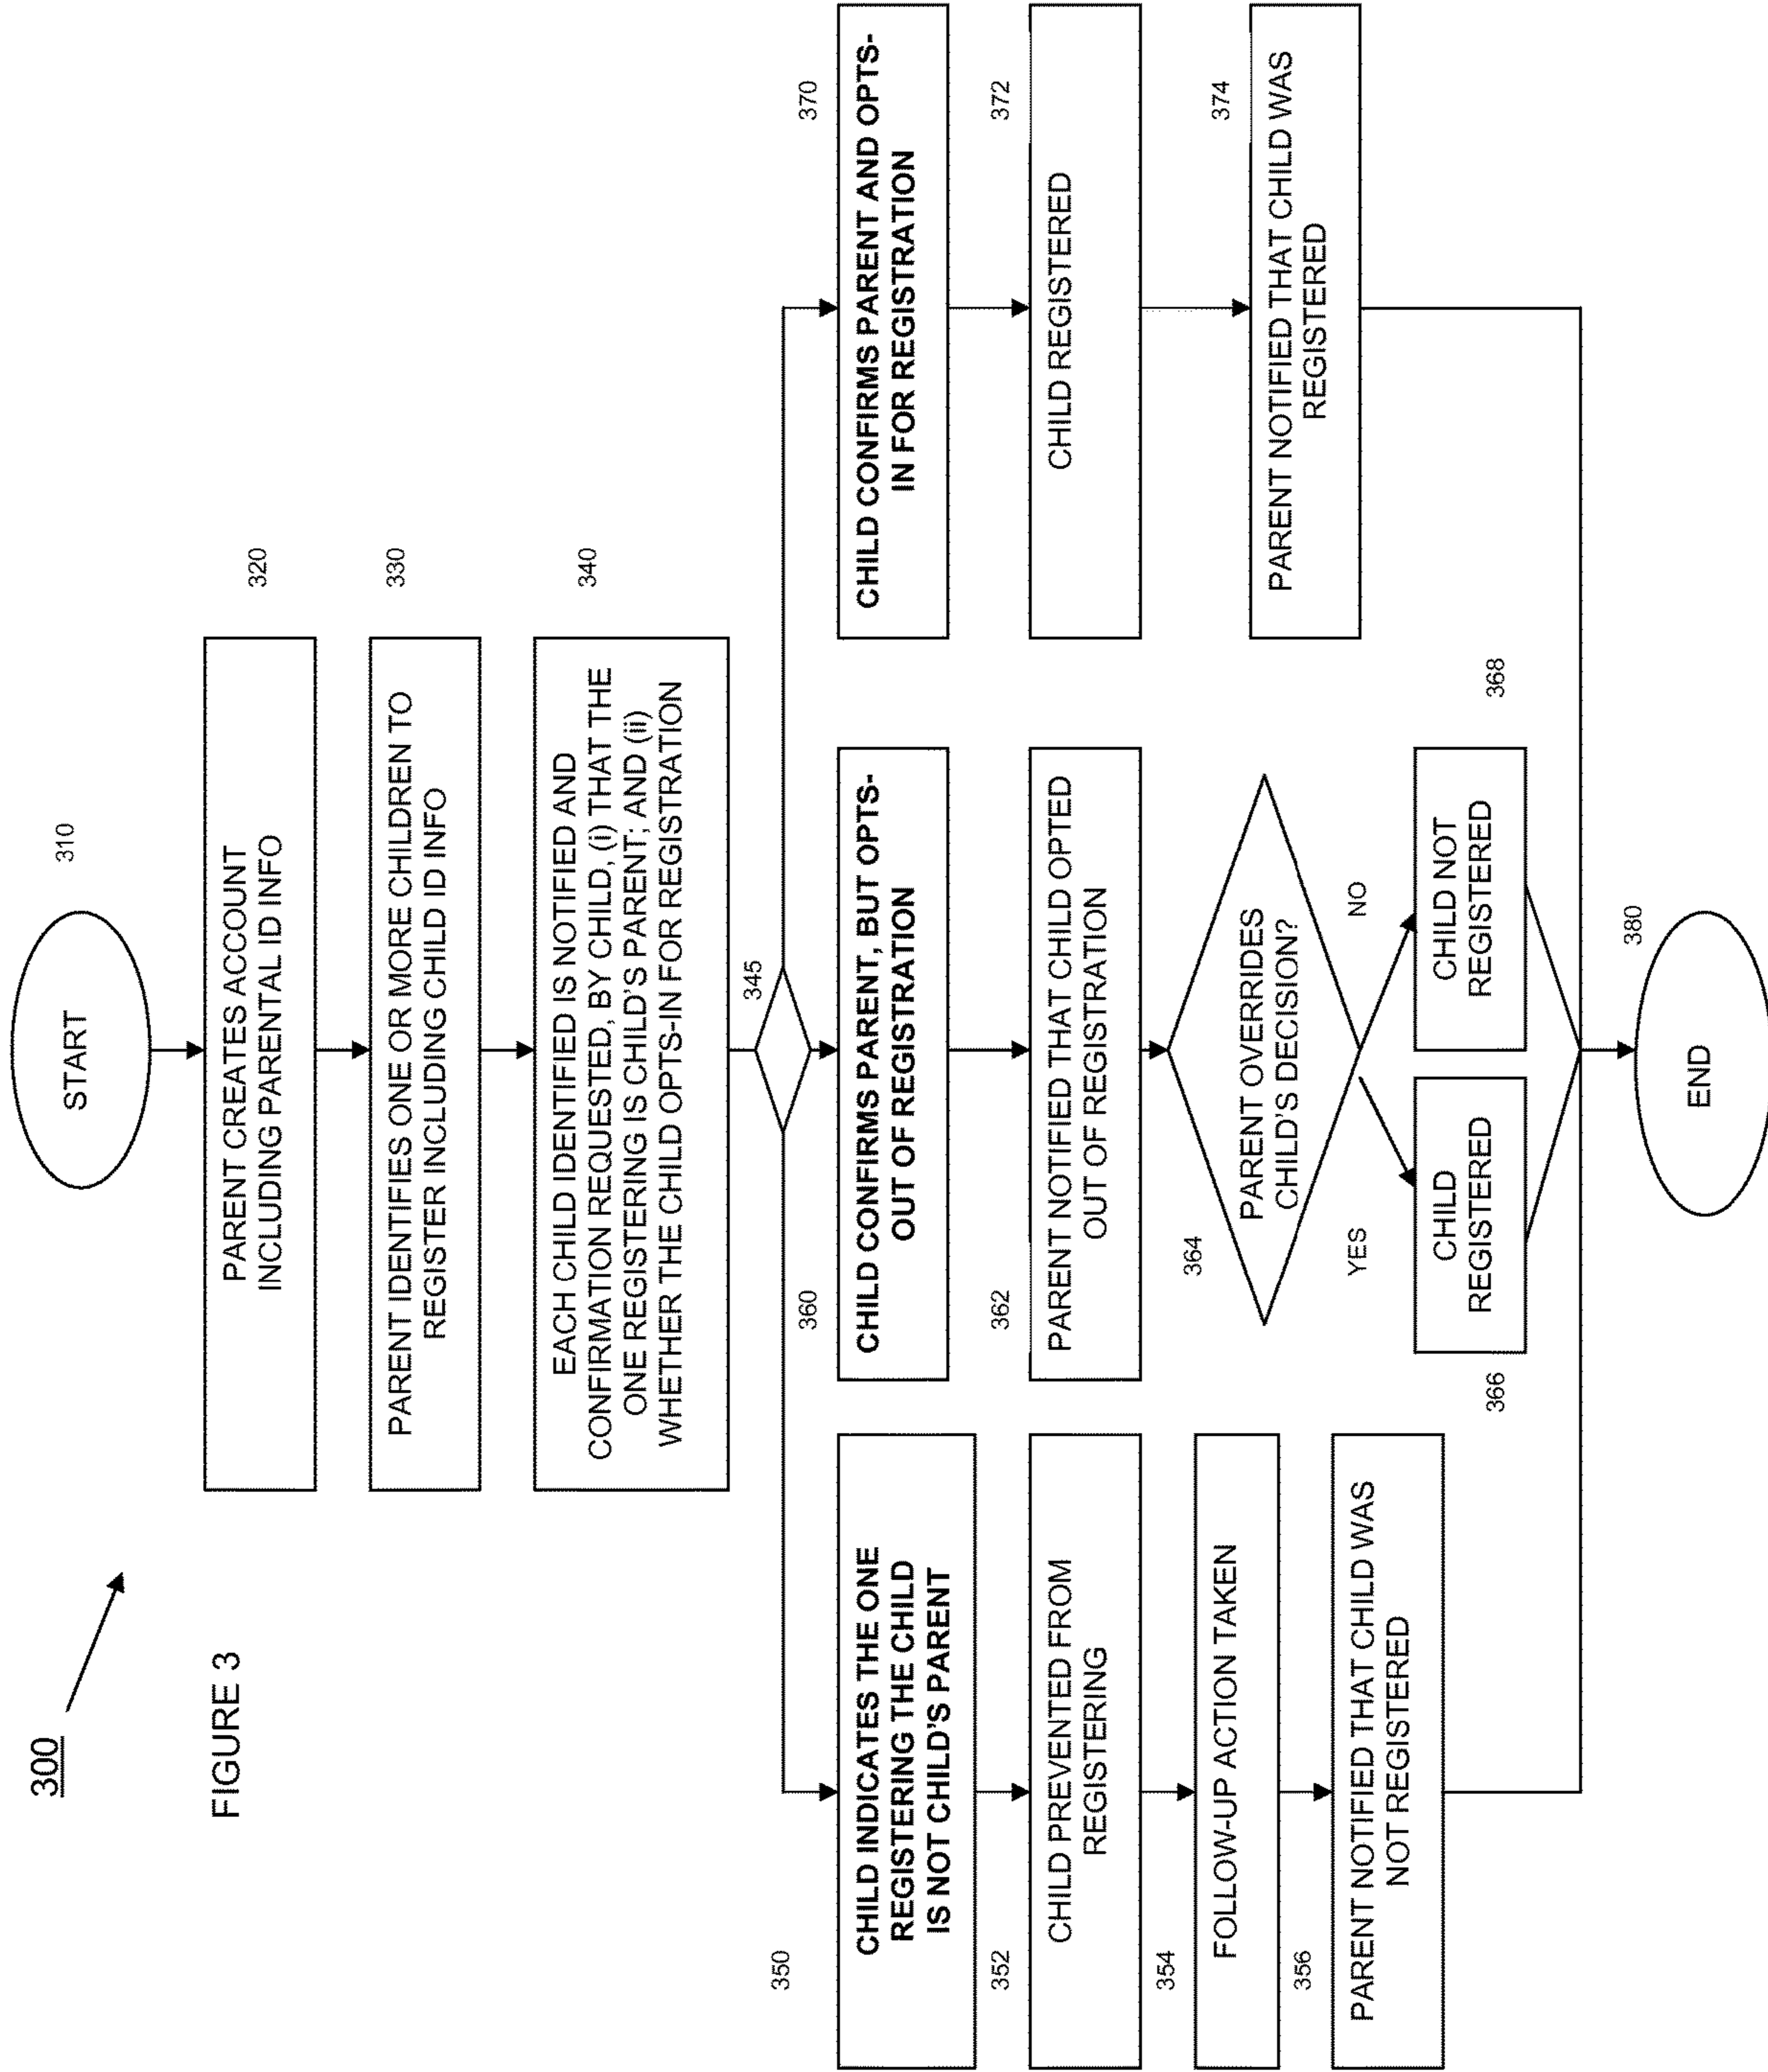 300
FIGURE 3
START
310
PARENT CREATES ACCOUNT
INCLUDING PARENTAL ID INFO
320
PARENT IDENTIFIES ONE OR MORE CHILDREN TO
REGISTER INCLUDING CHILD ID INFO
330
EACH CHILD IDENTIFIED IS NOTIFIED AND
CONFIRMATION REQUESTED, BY CHILD, (i) THAT THE
ONE REGISTERING IS CHILD'S PARENT; AND (ii)
WHETHER THE CHILD OPTS-IN FOR REGISTRATION
340
345
350
CHILD INDICATES THE ONE
REGISTERING THE CHILD
IS NOT CHILD'S PARENT
352
CHILD PREVENTED FROM
REGISTERING
354
FOLLOW-UP ACTION TAKEN
356
PARENT NOTIFIED THAT CHILD WAS
NOT REGISTERED
360
CHILD CONFIRMS PARENT, BUT OPTS-
OUT OF REGISTRATION
362
PARENT NOTIFIED THAT CHILD OPTED
OUT OF REGISTRATION
364
PARENT OVERRIDES
CHILD'S DECISION?
YES
NO
366
CHILD
REGISTERED
CHILD NOT
REGISTERED
368
370
CHILD CONFIRMS PARENT AND OPTS-
IN FOR REGISTRATION
372
CHILD REGISTERED
374
PARENT NOTIFIED THAT CHILD WAS
REGISTERED
380
END